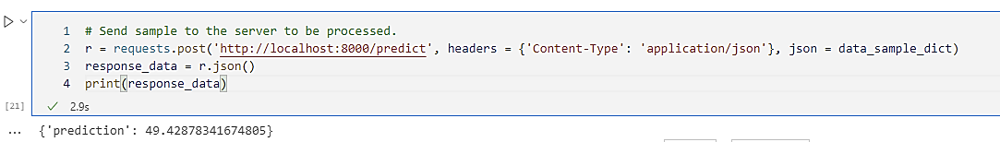 1 # Send sample to the server to be processed.
2 r = requests.post('http://localhost:8000/predict', headers = {'Content-Type': 'application/json'}, json = data_sample_dict)
3 response_data = r.json()
4 print(response_data)
[21] ✓ 2.9s
... {'prediction': 49.42878341674805}